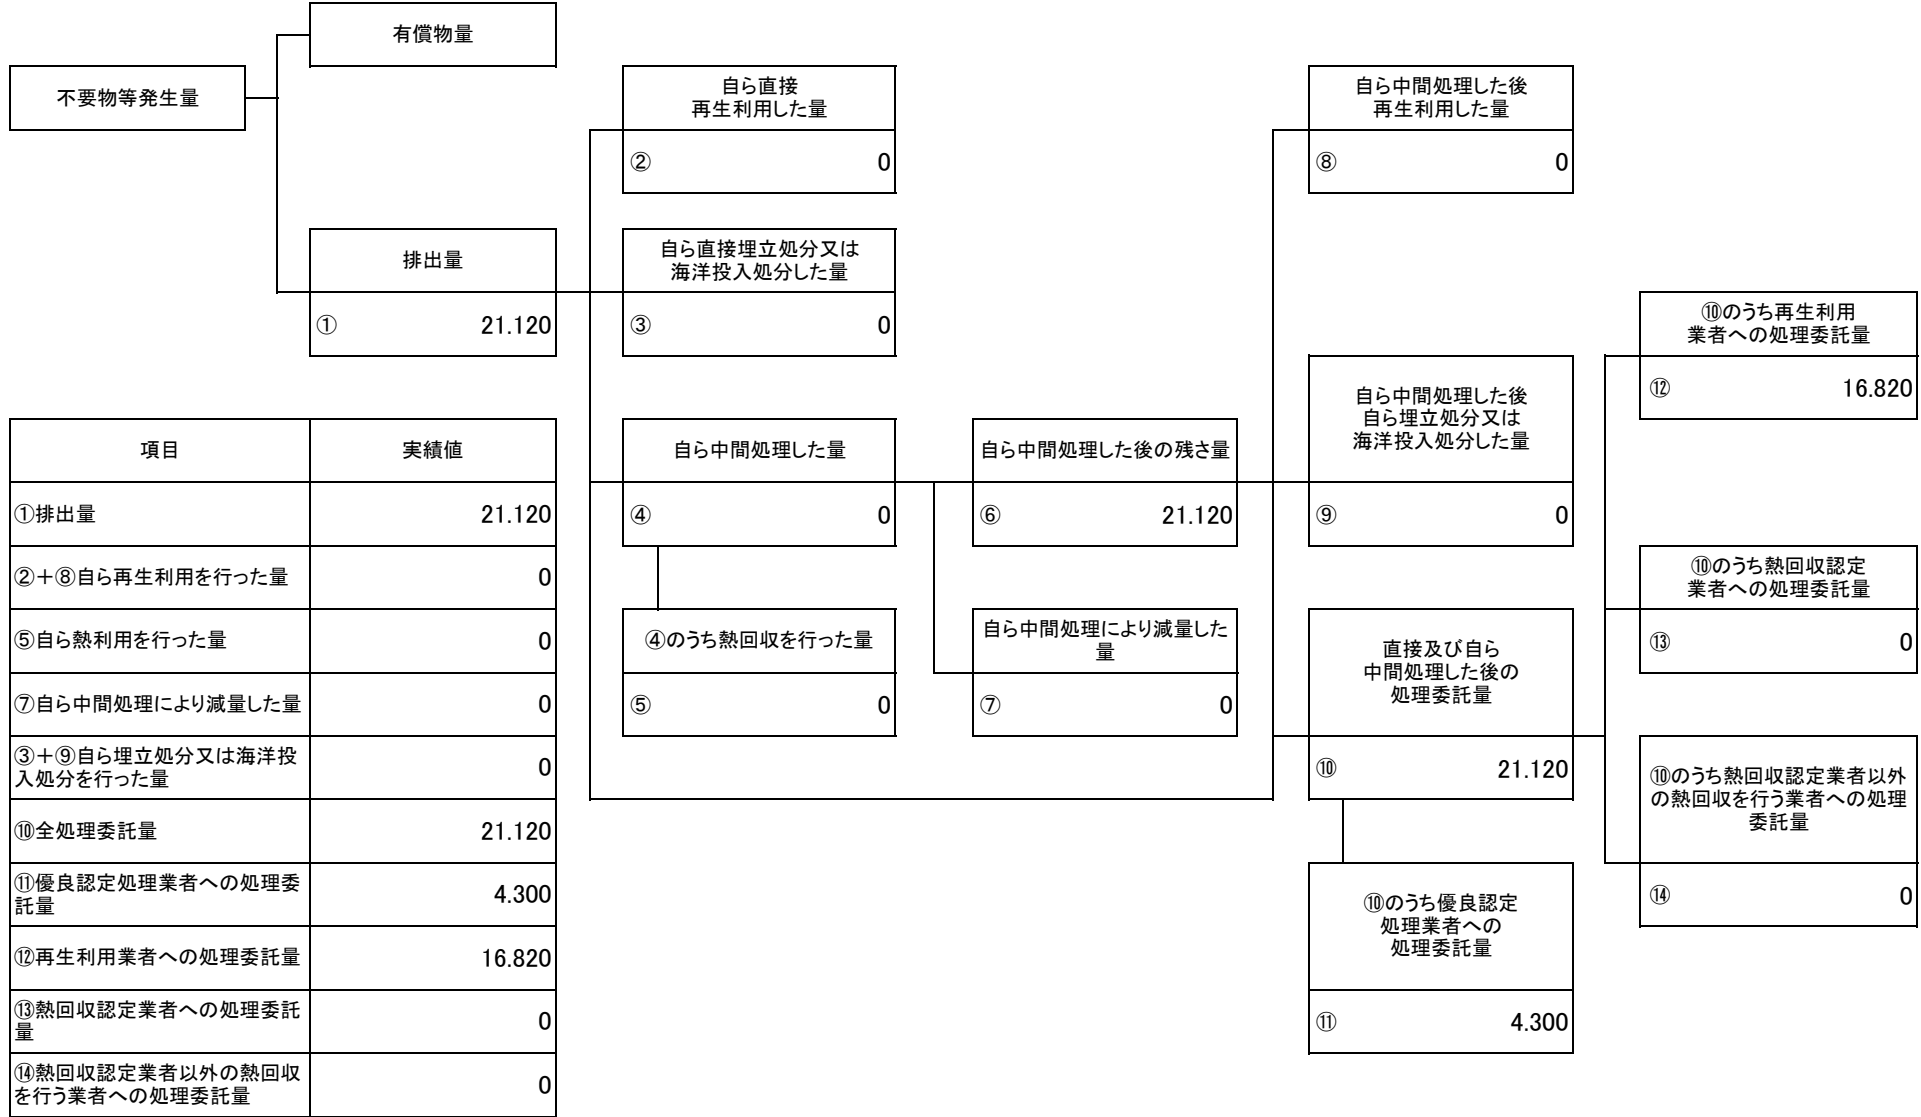 有償物量
不要物等発生量
自ら直接
再生利用した量
② 0
自ら中間処理した後
再生利用した量
⑧ 0
排出量
① 21.120
自ら直接埋立処分又は
海洋投入処分した量
③ 0
⑩のうち再生利用
業者への処理委託量
⑫ 16.820
自ら中間処理した後
自ら埋立処分又は
海洋投入処分した量
⑨ 0
自ら中間処理した量
④ 0
自ら中間処理した後の残さ量
⑥ 21.120
⑩のうち熱回収認定
業者への処理委託量
⑬ 0
④のうち熱回収を行った量
⑤ 0
自ら中間処理により減量した
量
⑦ 0
直接及び自ら
中間処理した後の
処理委託量
⑩ 21.120
⑩のうち熱回収認定業者以外
の熱回収を行う業者への処理
委託量
⑭ 0
⑩のうち優良認定
処理業者への
処理委託量
⑪ 4.300
項目 実績値
①排出量 21.120
②+⑧自ら再生利用を行った量 0
⑤自ら熱利用を行った量 0
⑦自ら中間処理により減量した量 0
③+⑨自ら埋立処分又は海洋投
入処分を行った量 0
⑩全処理委託量 21.120
⑪優良認定処理業者への処理委
託量 4.300
⑫再生利用業者への処理委託量 16.820
⑬熱回収認定業者への処理委託
量 0
⑭熱回収認定業者以外の熱回収
を行う業者への処理委託量 0